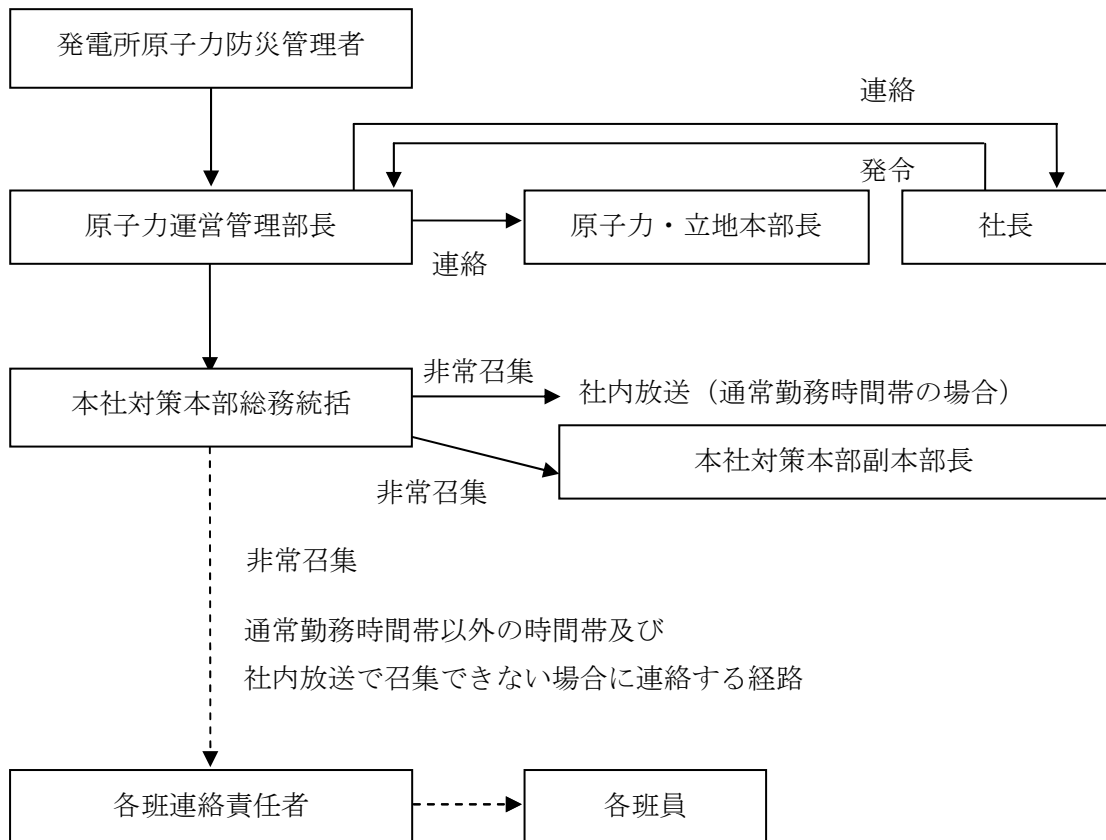 発電所原子力防災管理者
連絡
発令
原子力運営管理部長
原子力・立地本部長
社長
連絡
非常召集
本社対策本部総務統括
社内放送（通常勤務時間帯の場合）
本社対策本部副本部長
非常召集
非常召集
通常勤務時間帯以外の時間帯及び
社内放送で召集できない場合に連絡する経路
各班連絡責任者
各班員